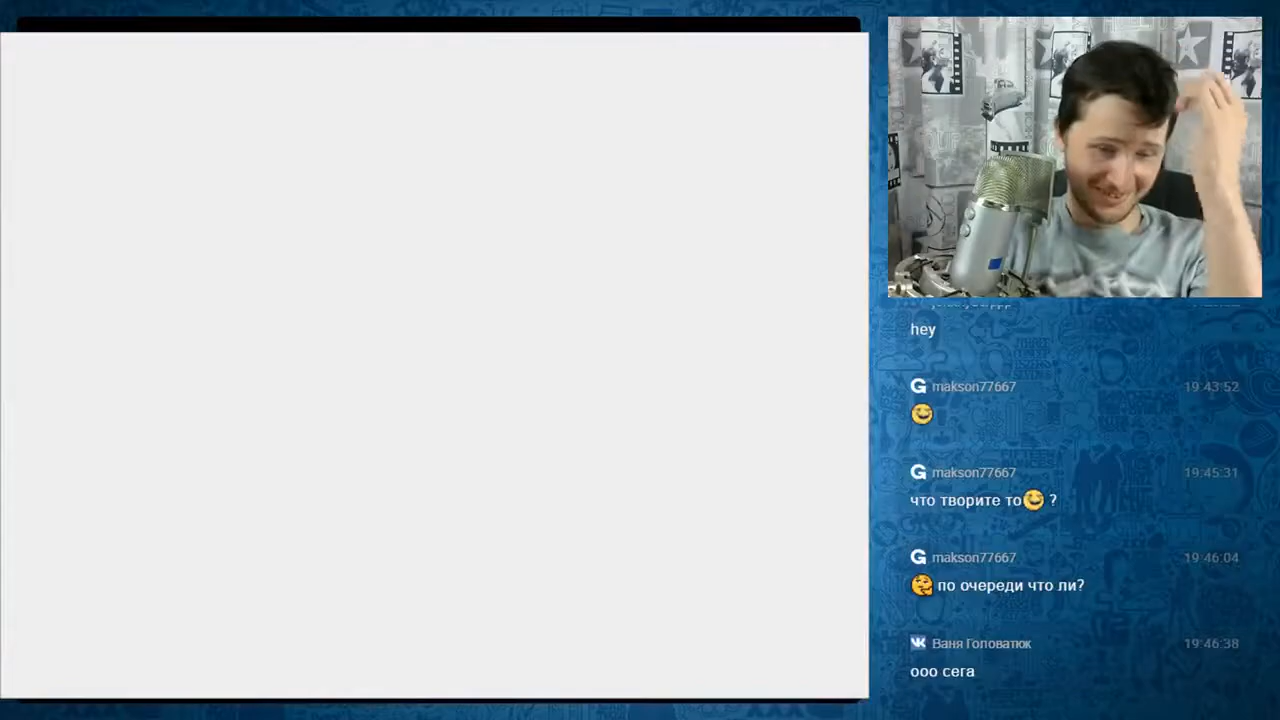 hey
makson77667 19:43:52
makson77667 19:45:31
что творите то😆 ?
makson77667 19:46:04
🤔 по очереди что ли?
Ваня Головатюк 19:46:38
ооо сега